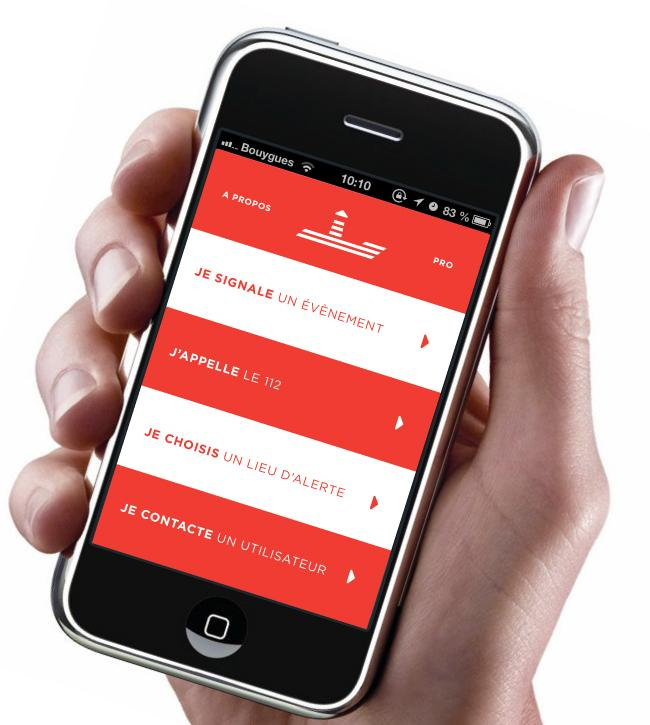 Bouygues 10:10 83 %
A PROPOS
PRO
JE SIGNALE UN ÉVÈNEMENT
J'APPELLE LE 112
JE CHOISIS UN LIEU D'ALERTE
JE CONTACTE UN UTILISATEUR